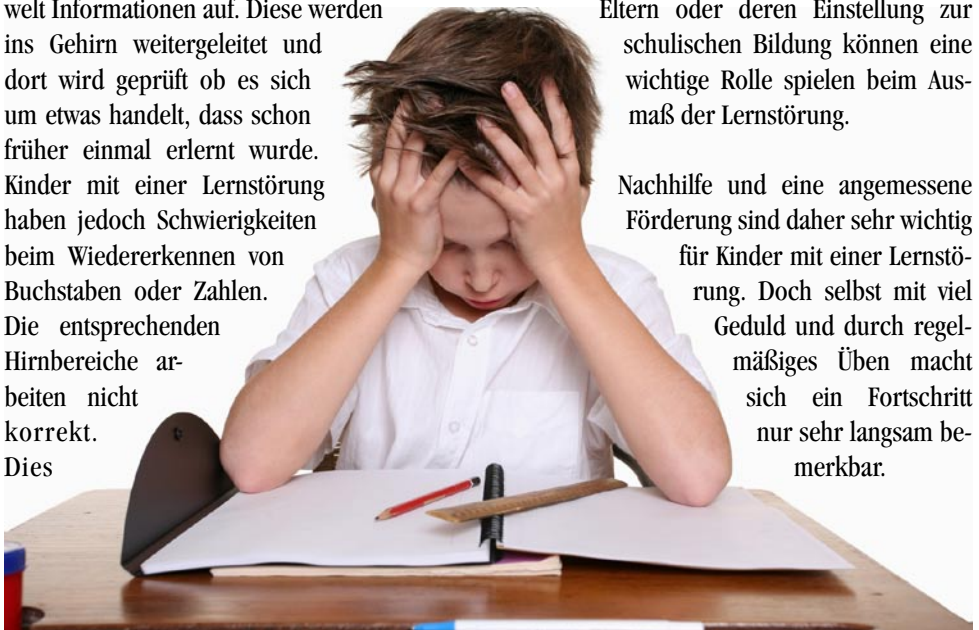 welt Informationen auf. Diese werden
ins Gehirn weitergeleitet und
dort wird geprüft ob es sich
um etwas handelt, dass schon
früher einmal erlernt wurde.
Kinder mit einer Lernstörung
haben jedoch Schwierigkeiten
beim Wiedererkennen von
Buchstaben oder Zahlen.
Die entsprechenden
Hirnbereiche ar-
beiten nicht
korrekt.
Dies
Eltern oder deren Einstellung zur
schulischen Bildung können eine
wichtige Rolle spielen beim Aus-
maß der Lernstörung.
Nachhilfe und eine angemessene
Förderung sind daher sehr wichtig
für Kinder mit einer Lernstö-
rung. Doch selbst mit viel
Geduld und durch regel-
mäßiges Üben macht
sich ein Fortschritt
nur sehr langsam be-
merkbar.